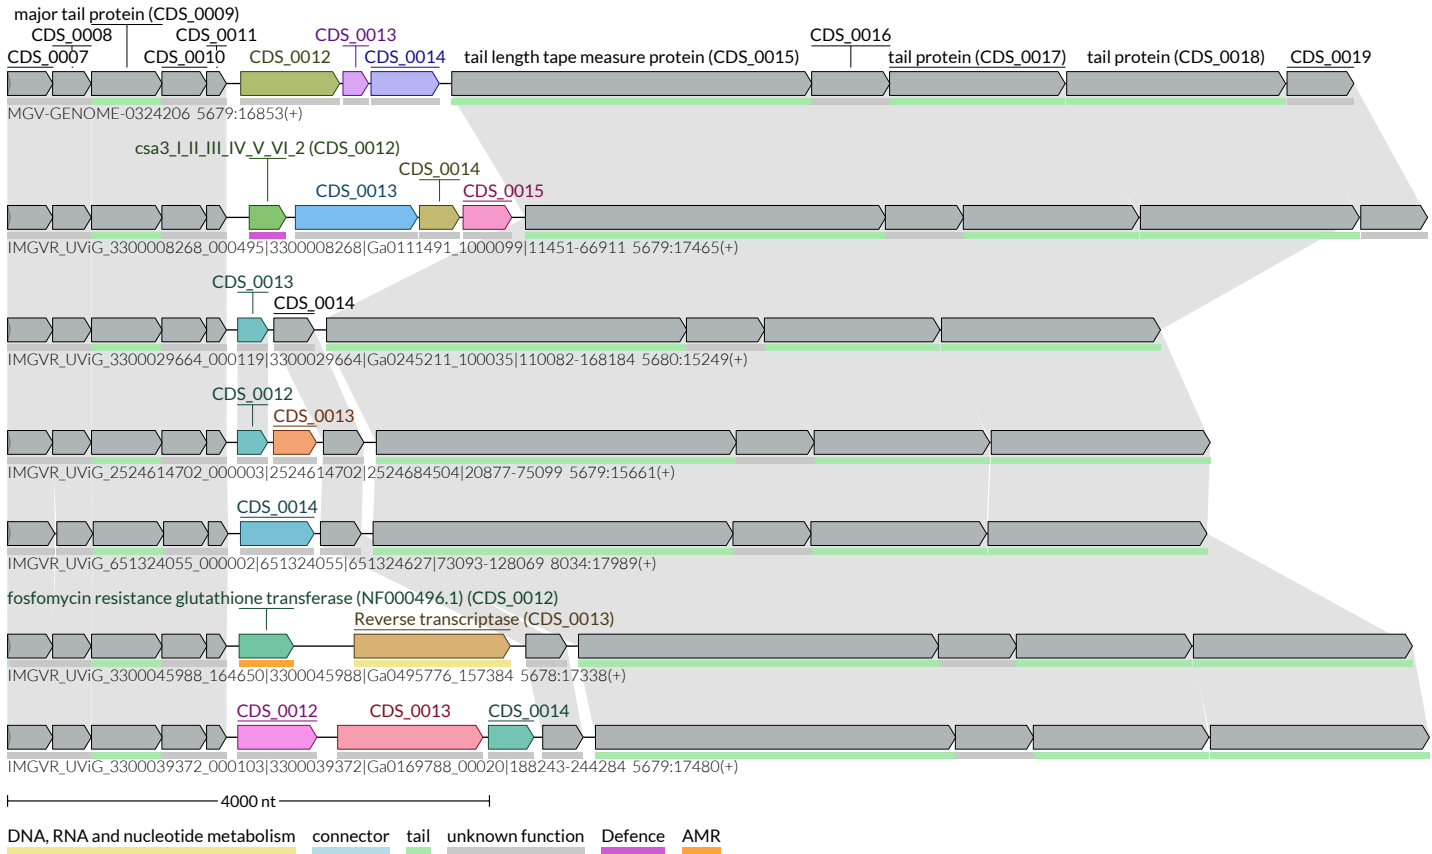 major tail protein (CDS_0009)
CDS_0008 CDS_0011 CDS_0013 CDS_0016
CDS_0007 CDS_0010 CDS_0012 CDS_0014 tail length tape measure protein (CDS_0015) tail protein (CDS_0017) tail protein (CDS_0018) CDS_0019
MGV-GENOME-0324206 5679:16853(+)
csa3_I_II_III_IV_V_VI_2 (CDS_0012)
CDS_0014
CDS_0013 CDS_0015
IMGVR_UViG_3300008268_000495|3300008268|Ga0111491_1000099|11451-66911 5679:17465(+)
CDS_0013
CDS_0014
IMGVR_UViG_3300029664_000119|3300029664|Ga0245211_100035|110082-168184 5680:15249(+)
CDS_0012
CDS_0013
IMGVR_UViG_2524614702_000003|2524614702|2524684504|20877-75099 5679:15661(+)
CDS_0014
IMGVR_UViG_651324055_000002|651324055|651324627|73093-128069 8034:17989(+)
fosfomycin resistance glutathione transferase (NF000496.1) (CDS_0012)
Reverse transcriptase (CDS_0013)
IMGVR_UViG_3300045988_164650|3300045988|Ga0495776_157384 5678:17338(+)
CDS_0012 CDS_0013 CDS_0014
IMGVR_UViG_3300039372_000103|3300039372|Ga0169788_00020|188243-244284 5679:17480(+)
4000 nt
DNA, RNA and nucleotide metabolism connector tail unknown function Defence AMR